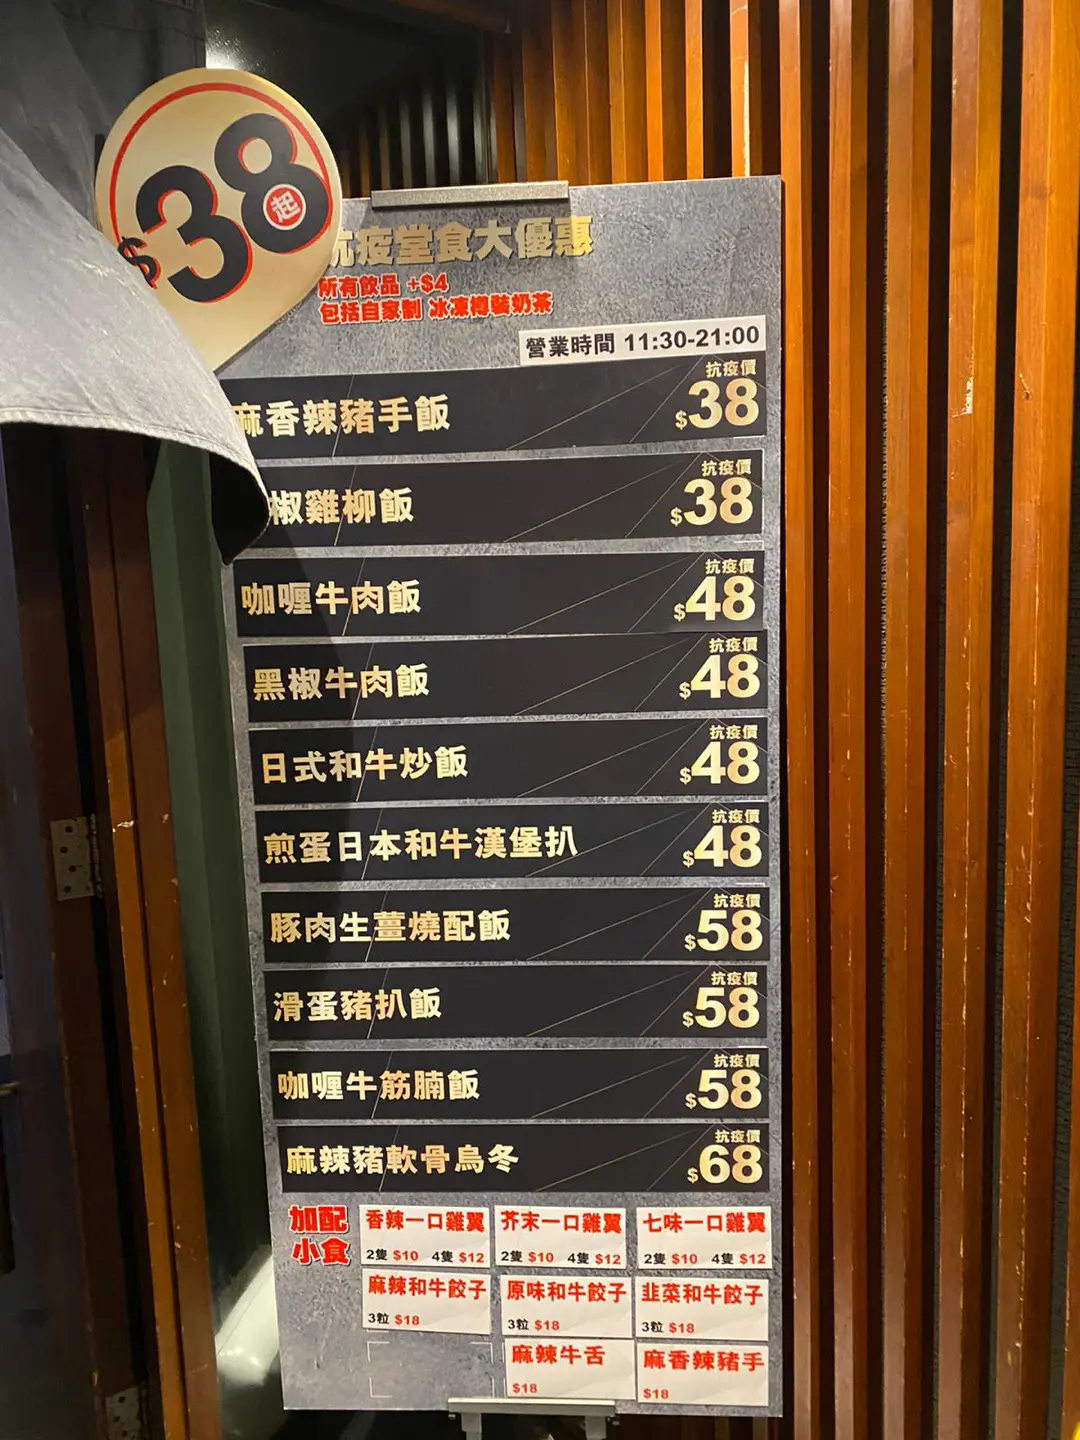 $38起
抗疫堂食大優惠
所有飲品 +$4
包括自家制 冰凍樽裝奶茶
營業時間 11:30-21:00
麻香辣豬手飯 抗疫價 $38
椒雞柳飯 抗疫價 $38
咖喱牛肉飯 抗疫價 $48
黑椒牛肉飯 抗疫價 $48
日式和牛炒飯 抗疫價 $48
煎蛋日本和牛漢堡扒 抗疫價 $48
豚肉生薑燒配飯 抗疫價 $58
滑蛋豬扒飯 抗疫價 $58
咖喱牛筋腩飯 抗疫價 $58
麻辣豬軟骨烏冬 抗疫價 $68
加配
小食
香辣一口雞翼
2隻 $10 4隻 $12
芥末一口雞翼
2隻 $10 4隻 $12
七味一口雞翼
2隻 $10 4隻 $12
麻辣和牛餃子
3粒 $18
原味和牛餃子
3粒 $18
韭菜和牛餃子
3粒 $18
麻辣牛舌
$18
麻香辣豬手
$18